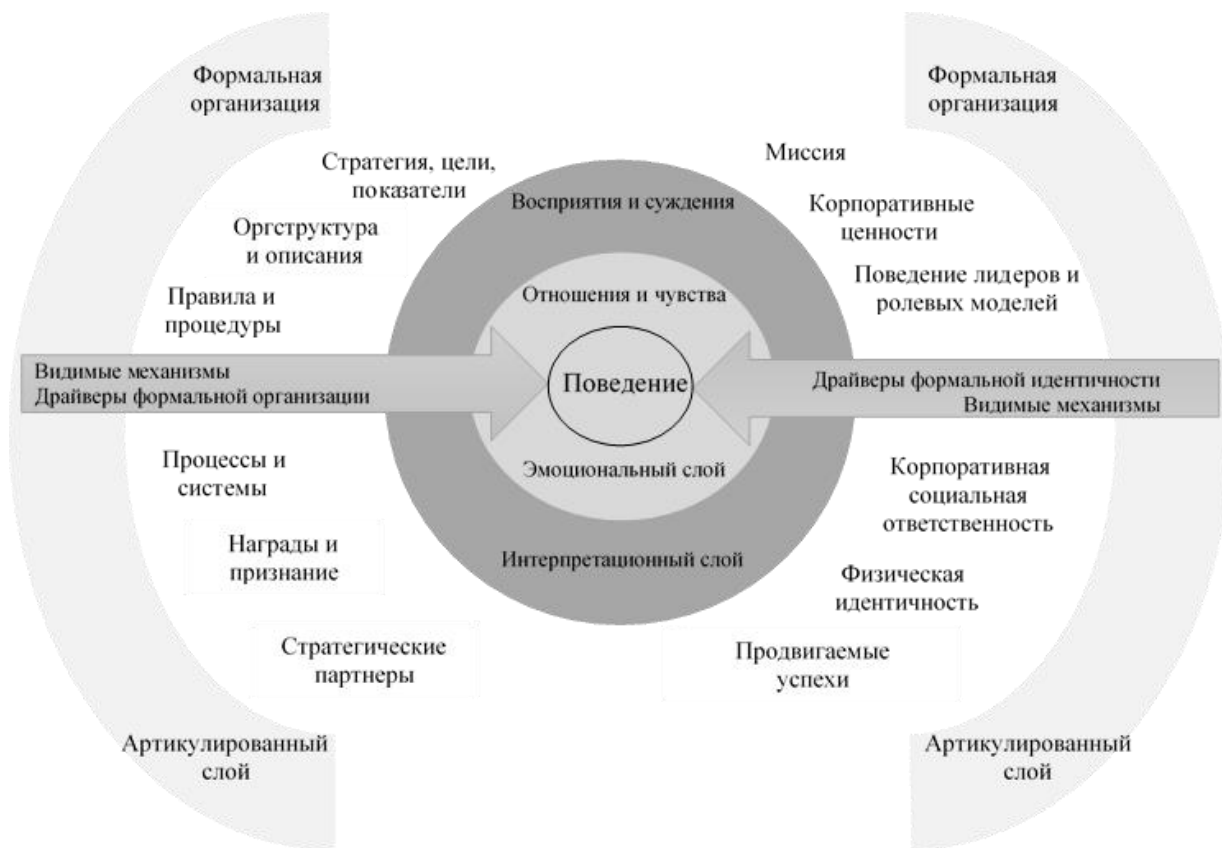 Формальная
организация
Стратегия, цели,
показатели
Оргструктура
и описания
Правила и
процедуры
Видимые механизмы
Драйверы формальной организации
Процессы и
системы
Награды и
признание
Стратегические
партнеры
Артикулированный
слой
Восприятия и суждения
Отношения и чувства
Поведение
Эмоциональный слой
Интерпретационный слой
Формальная
организация
Миссия
Корпоративные
ценности
Поведение лидеров и
ролевых моделей
Драйверы формальной идентичности
Видимые механизмы
Корпоративная
социальная
ответственность
Физическая
идентичность
Продвигаемые
успехи
Артикулированный
слой